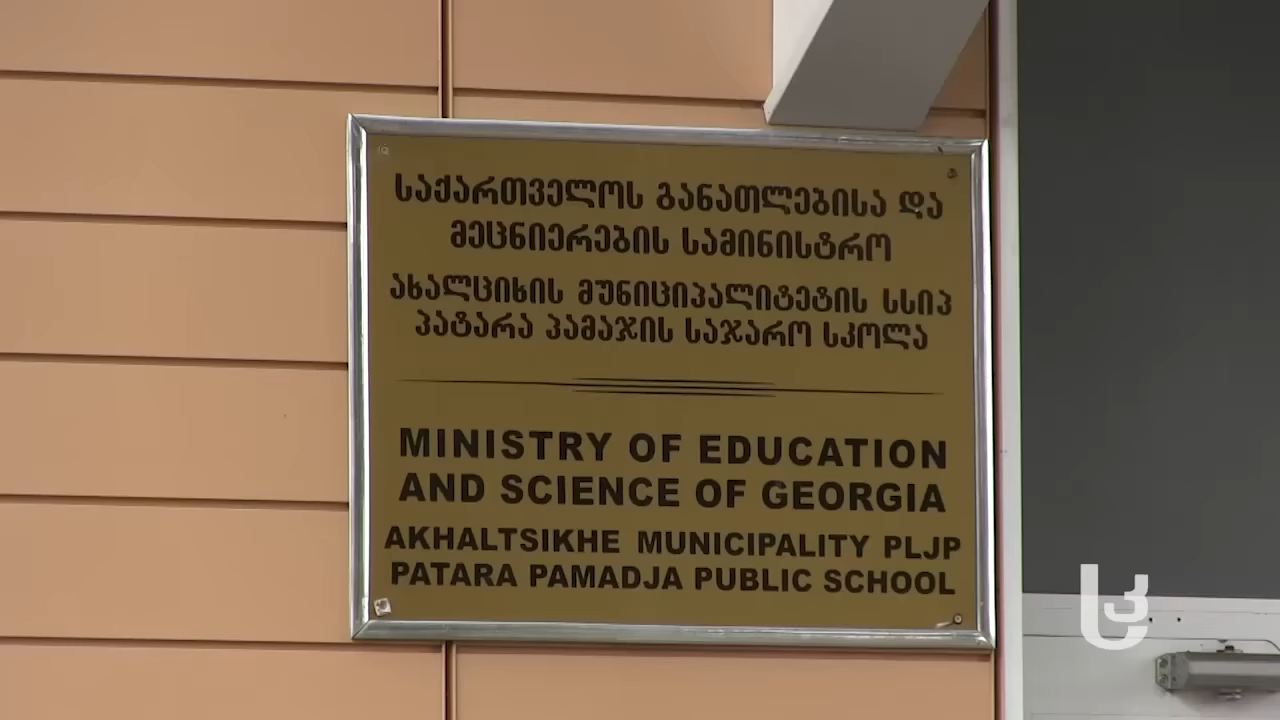 საქართველოს განათლებისა და
მეცნიერების სამინისტრო
ახალციხის მუნიციპალიტეტის სსიპ
პატარა პამაჯის საჯარო სკოლა
MINISTRY OF EDUCATION
AND SCIENCE OF GEORGIA
AKHALTSIKHE MUNICIPALITY PLJP
PATARA PAMADJA PUBLIC SCHOOL